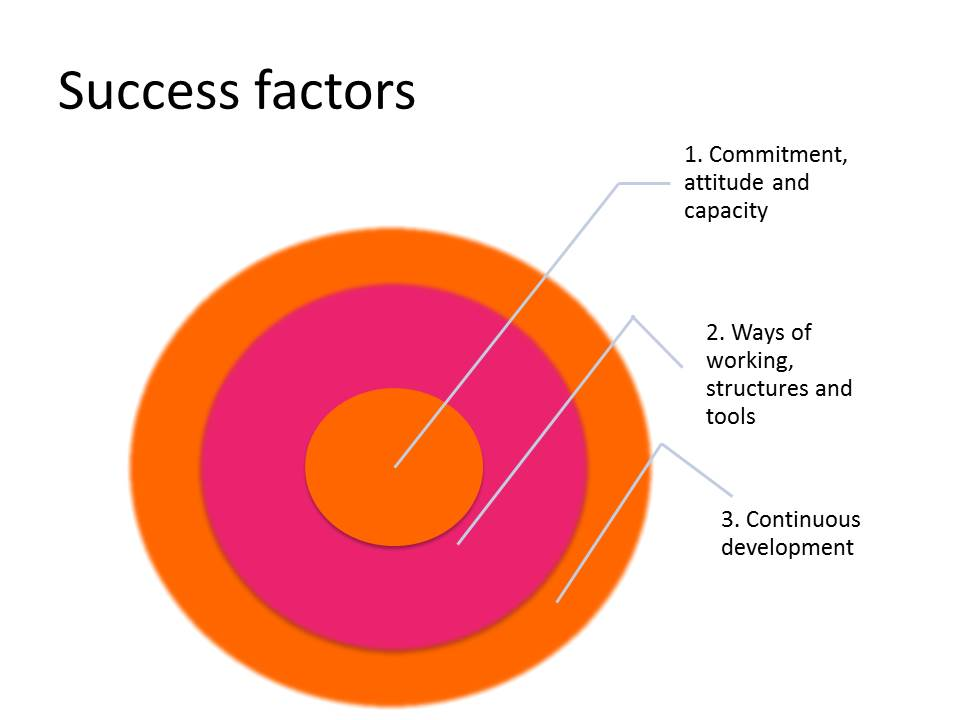 Success factors
1. Commitment,
attitude and
capacity
2. Ways of
working,
structures and
tools
3. Continuous
development